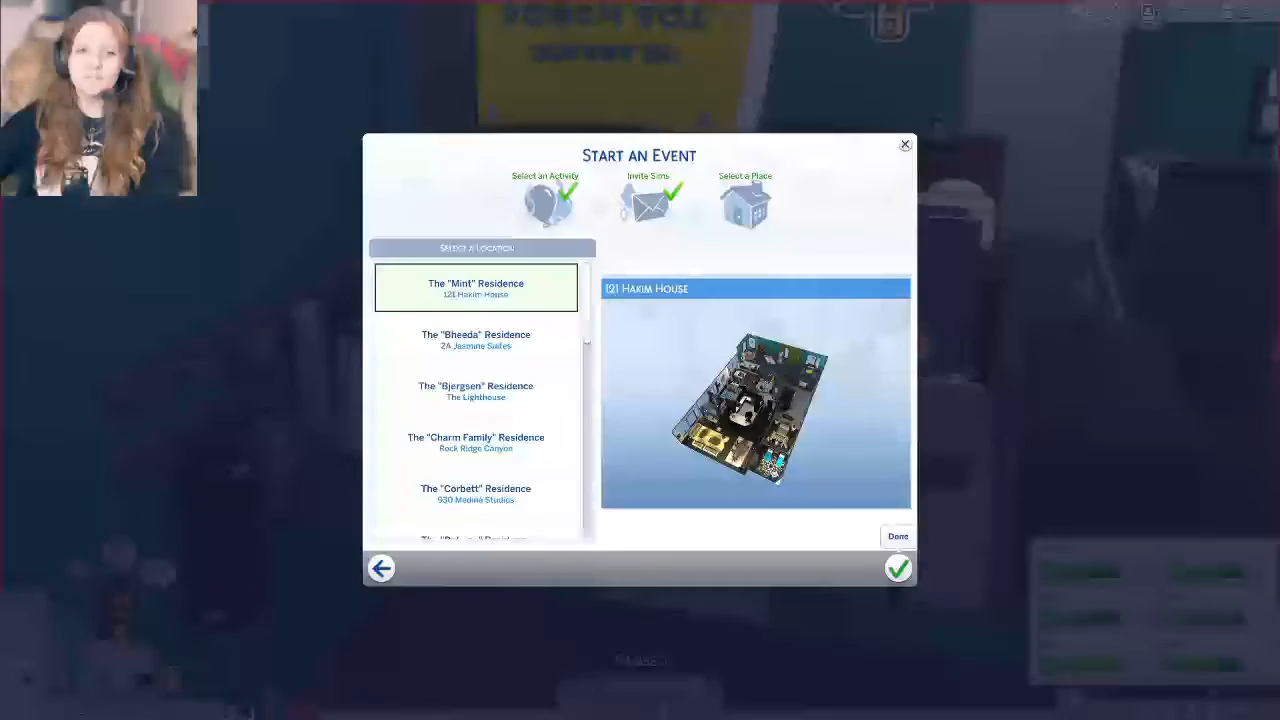 START AN EVENT
Select an Activity
Invite Sims
Select a Place
SELECT A LOCATION
The "Mint" Residence
121 Hakim House
The "Bheeda" Residence
2A Jasmine Suites
The "Bjergsen" Residence
The Lighthouse
The "Charm Family" Residence
Rock Ridge Canyon
The "Corbett" Residence
930 Medina Studios
121 HAKIM HOUSE
Done